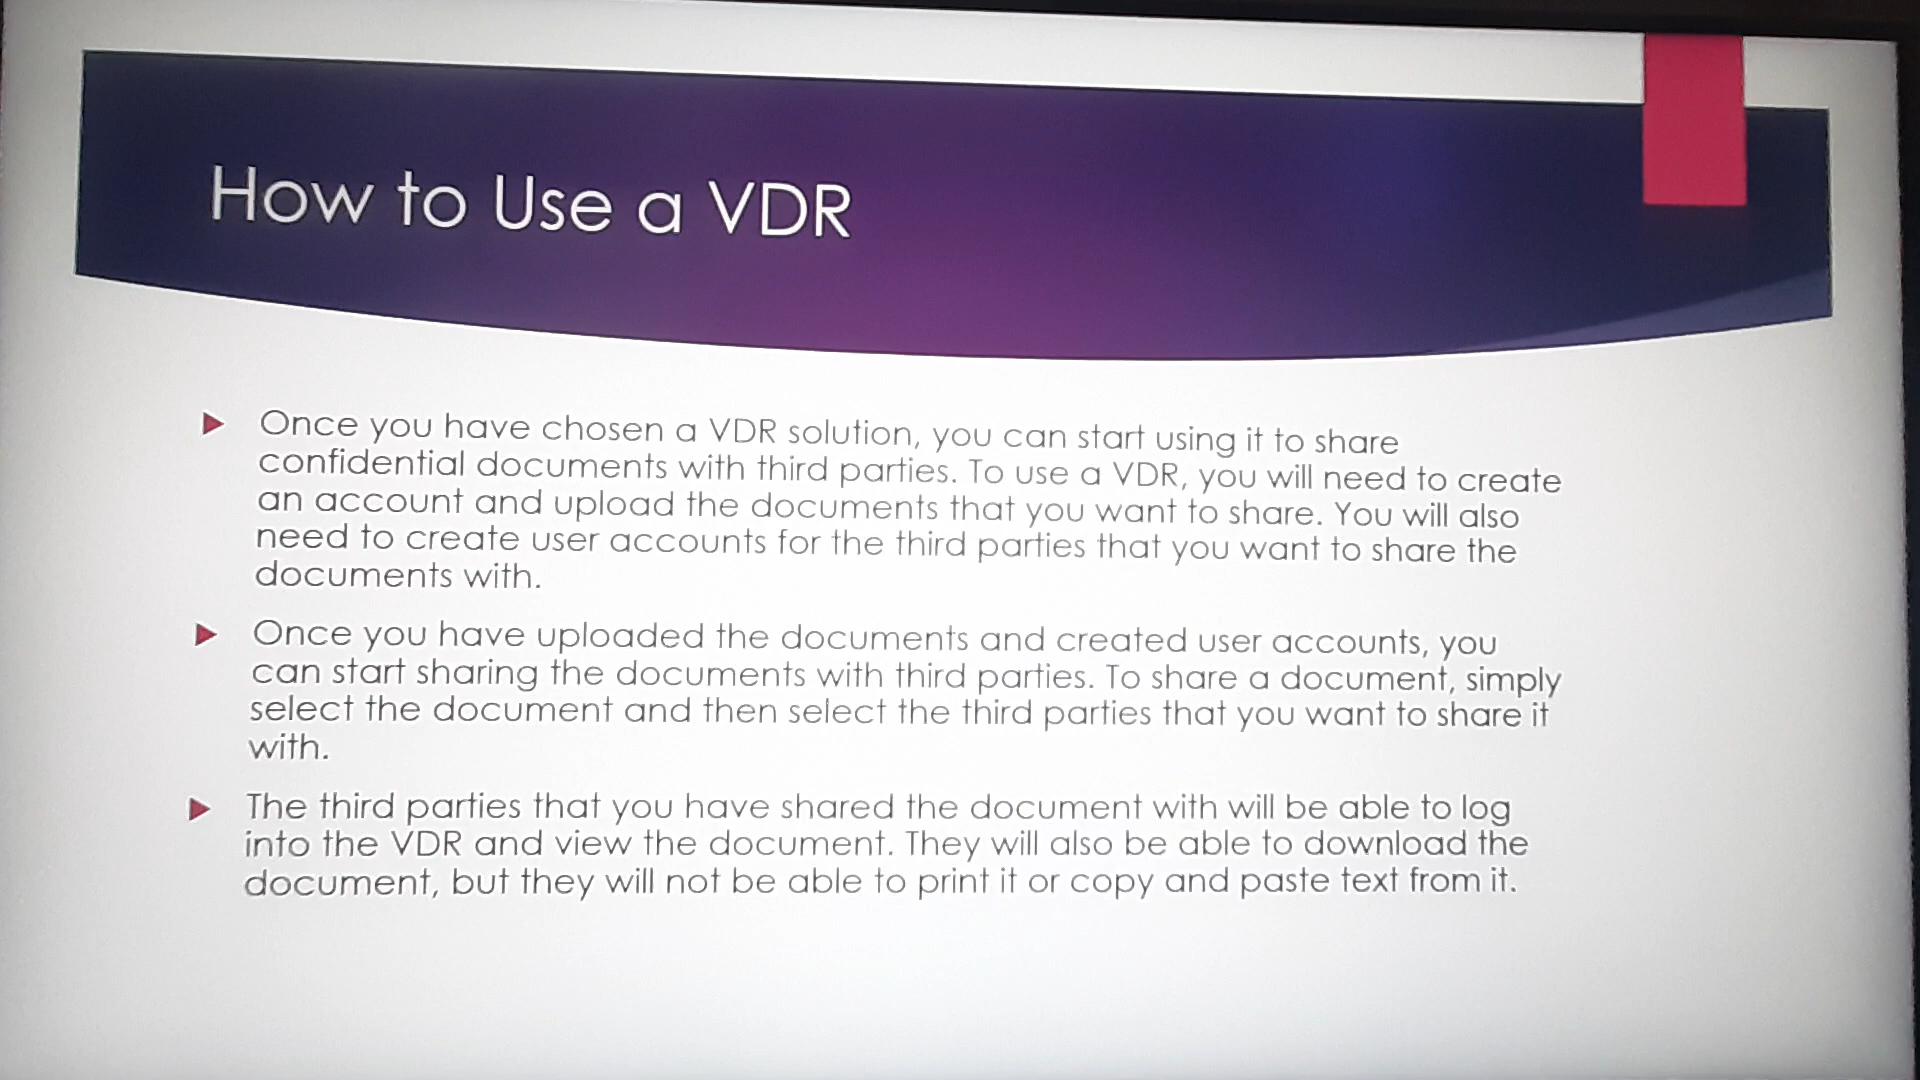 How to Use a VDR
Once you have chosen a VDR solution, you can start using it to share
confidential documents with third parties. To use a VDR, you will need to create
an account and upload the documents that you want to share. You will also
need to create user accounts for the third parties that you want to share the
documents with.
Once you have uploaded the documents and created user accounts, you
can start sharing the documents with third parties. To share a document, simply
select the document and then select the third parties that you want to share it
with.
The third parties that you have shared the document with will be able to log
into the VDR and view the document. They will also be able to download the
document, but they will not be able to print it or copy and paste text from it.